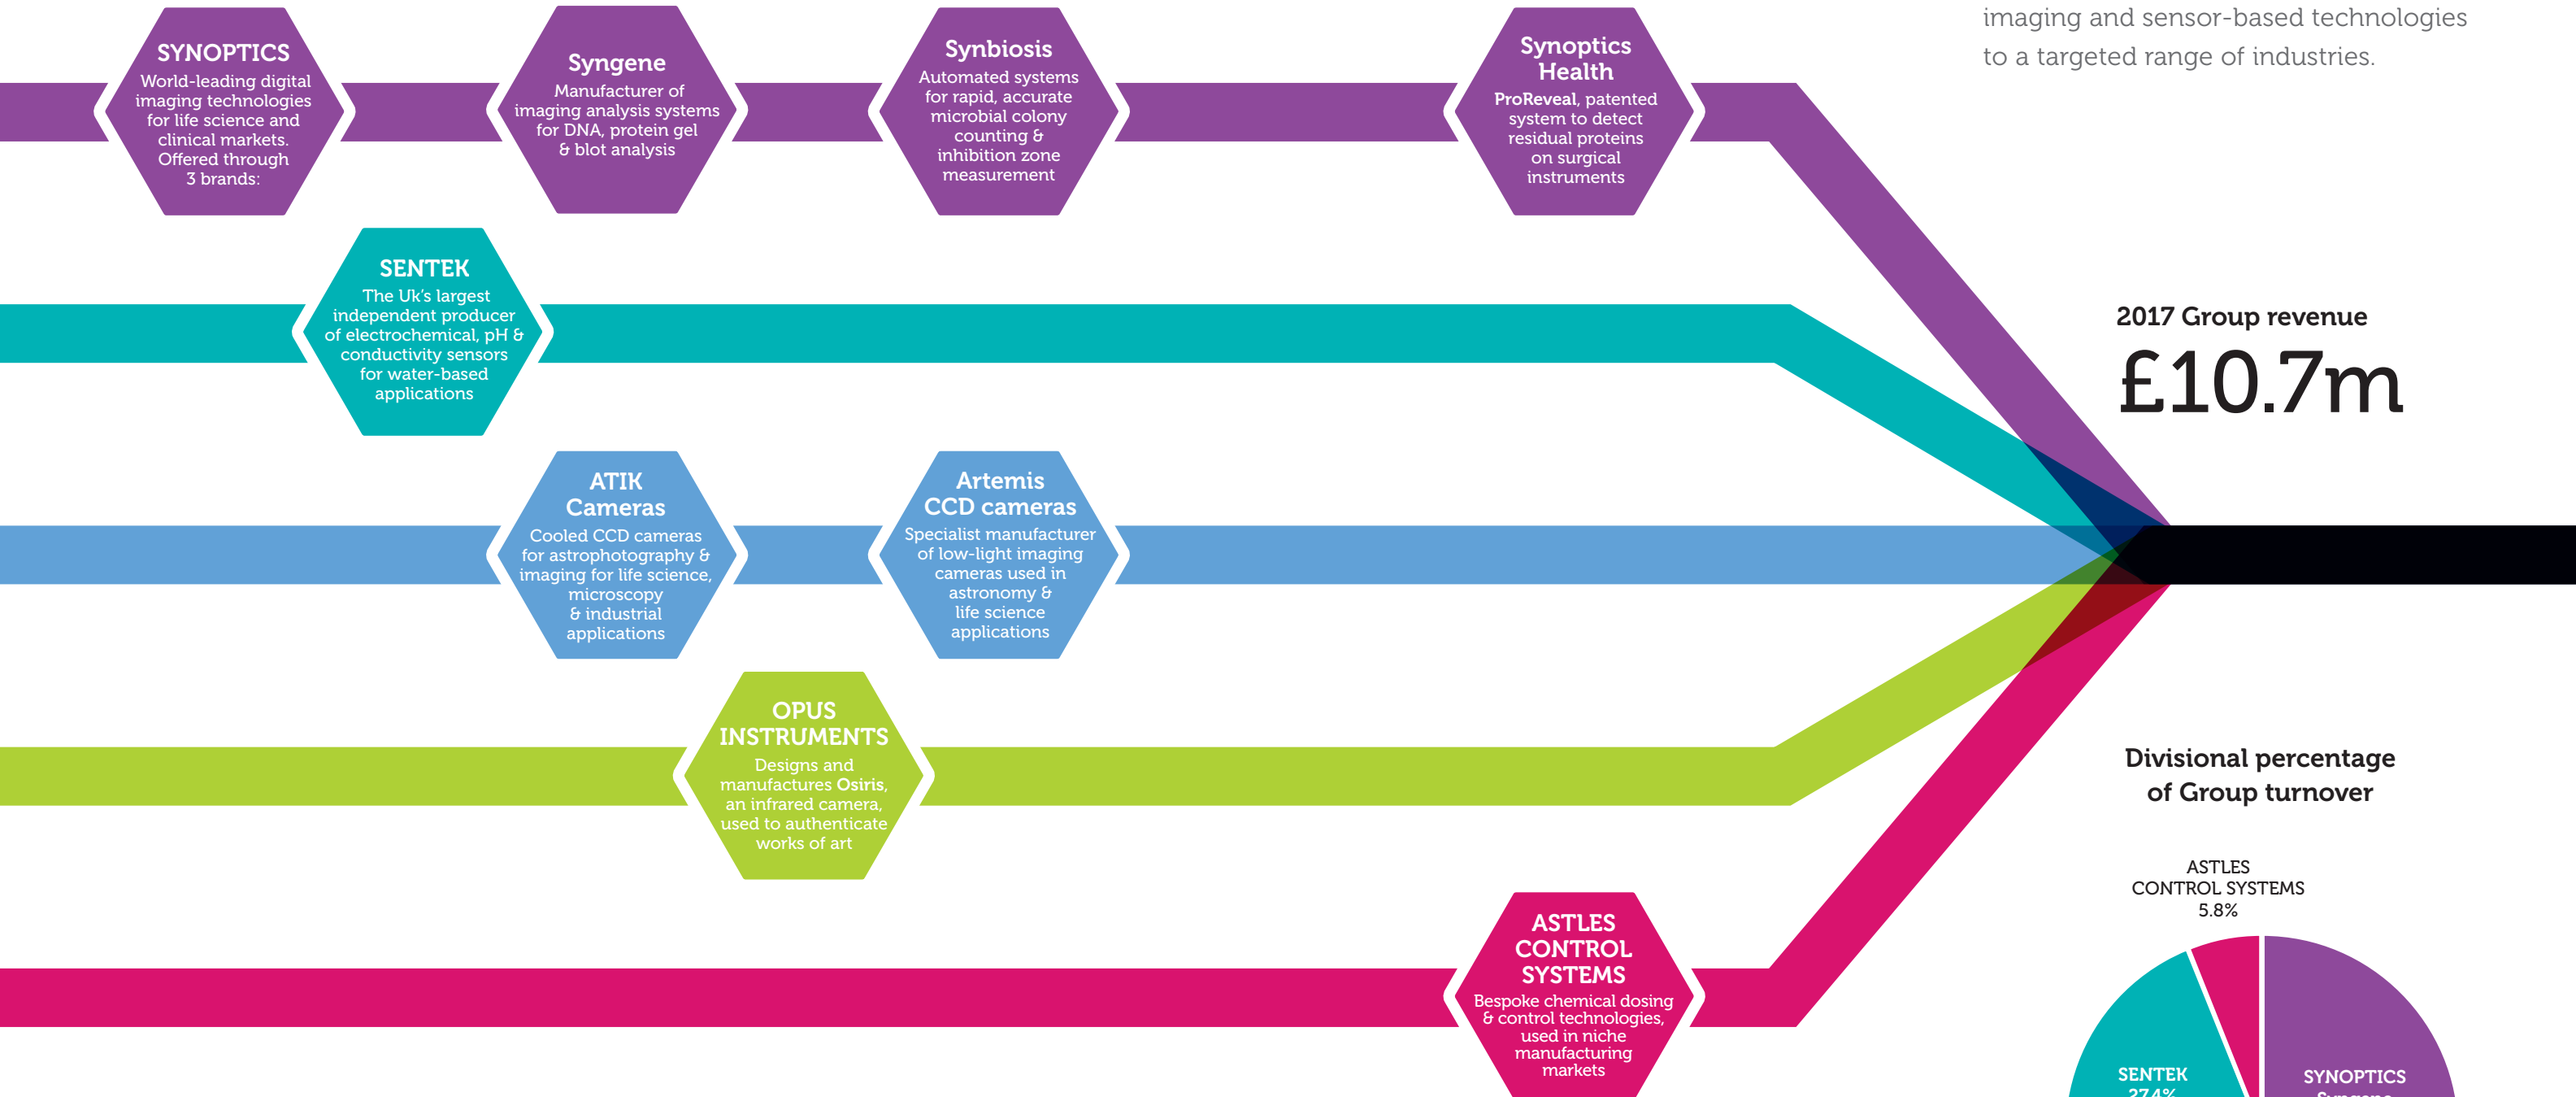 imaging and sensor-based technologies
to a targeted range of industries.
SYNOPTICS
World-leading digital
imaging technologies
for life science and
clinical markets.
Offered through
3 brands:
Syngene
Manufacturer of
imaging analysis systems
for DNA, protein gel
& blot analysis
Synbiosis
Automated systems
for rapid, accurate
microbial colony
counting &
inhibition zone
measurement
Synoptics
Health
ProReveal, patented
system to detect
residual proteins
on surgical
instruments
SENTEK
The Uk's largest
independent producer
of electrochemical, pH &
conductivity sensors
for water-based
applications
2017 Group revenue
£10.7m
ATIK
Cameras
Cooled CCD cameras
for astrophotography &
imaging for life science,
microscopy
& industrial
applications
Artemis
CCD cameras
Specialist manufacturer
of low-light imaging
cameras used in
astronomy &
life science
applications
OPUS
INSTRUMENTS
Designs and
manufactures Osiris,
an infrared camera,
used to authenticate
works of art
ASTLES
CONTROL
SYSTEMS
Bespoke chemical dosing
& control technologies,
used in niche
manufacturing
markets
Divisional percentage
of Group turnover
ASTLES
CONTROL SYSTEMS
5.8%
SENTEK
27.4%
SYNOPTICS
Syngene